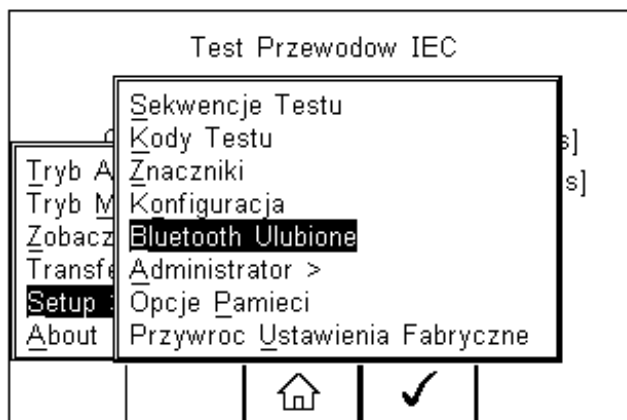 Test Przewodow IEC
Sekwencje Testu
Kody Testu
Znaczniki
Konfiguracja
Bluetooth Ulubione
Administrator >
Opcje Pamieci
Przywroc Ustawienia Fabryczne
s]
s]
Tryb A
Tryb M
Zobacz
Transfe
Setup
About